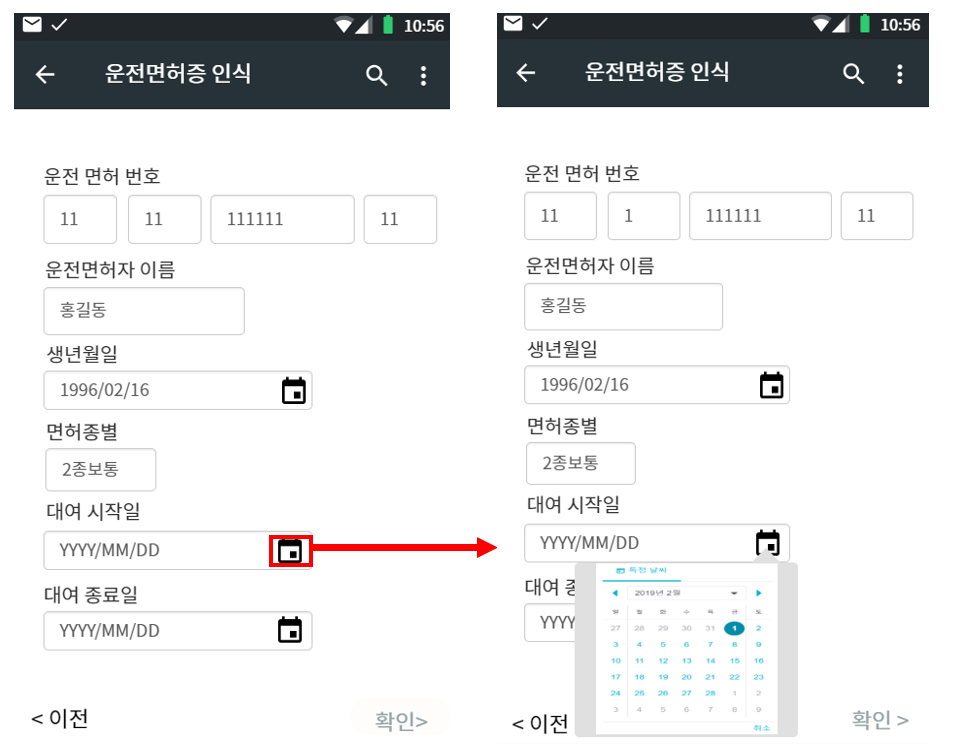 10:56
운전면허증 인식
운전 면허 번호
11 11 111111 11
운전면허자 이름
홍길동
생년월일
1996/02/16
면허종별
2종보통
대여 시작일
YYYY/MM/DD
대여 종료일
YYYY/MM/DD
< 이전 확인>
10:56
운전면허증 인식
운전 면허 번호
11 1 111111 11
운전면허자 이름
홍길동
생년월일
1996/02/16
면허종별
2종보통
대여 시작일
YYYY/MM/DD
대여 종
YYYY
특정 날짜
2019년 2월
일 월 화 수 목 금 토
27 28 29 30 31 1 2
3 4 5 6 7 8 9
10 11 12 13 14 15 16
17 18 19 20 21 22 23
24 25 26 27 28 1 2
3 4 5 6 7 8 9
취소
< 이전 확인 >